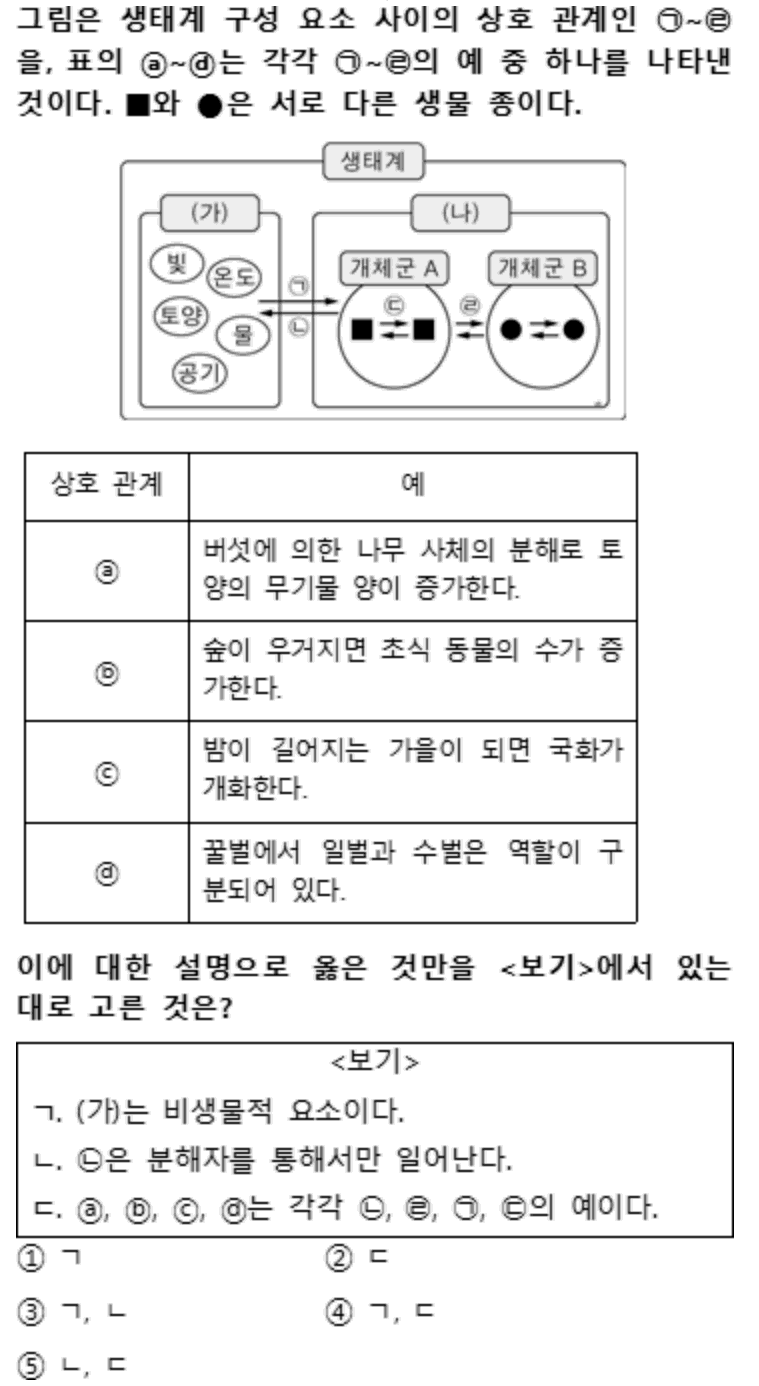 그림은 생태계 구성 요소 사이의 상호 관계인 ㉠~㉣
을, 표의 ⓐ~ⓓ는 각각 ㉠~㉣의 예 중 하나를 나타낸
것이다. ■와 ●은 서로 다른 생물 종이다.
생태계
(가)
(나)
빛
온도
토양
물
공기
㉠
㉡
개체군 A
개체군 B
㉢
㉣
상호 관계 예
ⓐ 버섯에 의한 나무 사체의 분해로 토
양의 무기물 양이 증가한다.
ⓑ 숲이 우거지면 초식 동물의 수가 증
가한다.
ⓒ 밤이 길어지는 가을이 되면 국화가
개화한다.
ⓓ 꿀벌에서 일벌과 수벌은 역할이 구
분되어 있다.
이에 대한 설명으로 옳은 것만을 <보기>에서 있는
대로 고른 것은?
<보기>
ㄱ. (가)는 비생물적 요소이다.
ㄴ. ㉡은 분해자를 통해서만 일어난다.
ㄷ. ⓐ, ⓑ, ⓒ, ⓓ는 각각 ㉡, ㉣, ㉠, ㉢의 예이다.
① ㄱ ② ㄷ
③ ㄱ, ㄴ ④ ㄱ, ㄷ
⑤ ㄴ, ㄷ